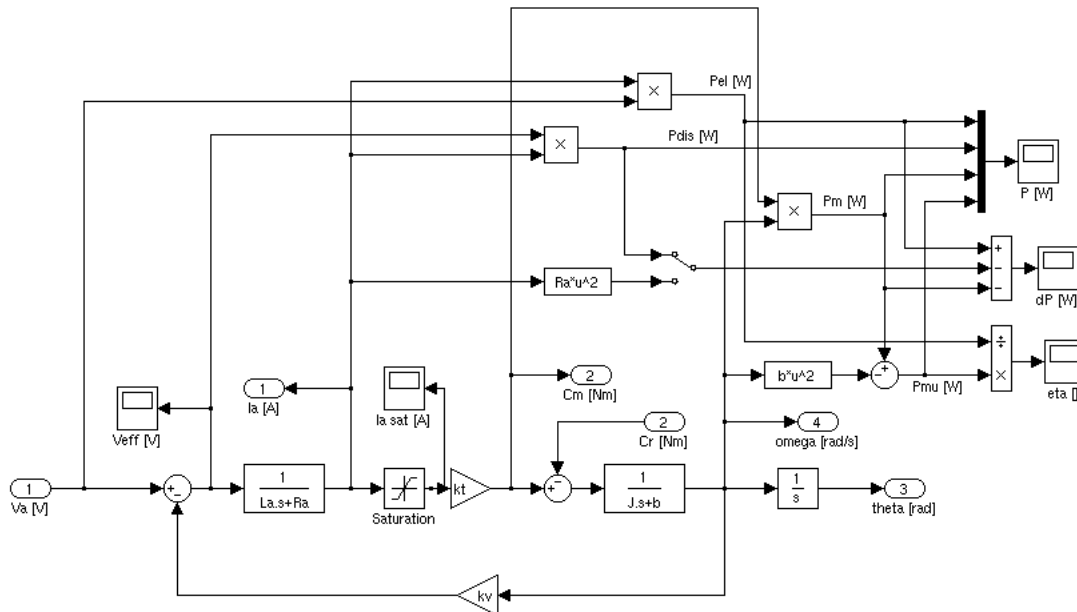 Pel [W]
×
Pdis [W]
×
P [W]
Pm [W]
×
+
−
−
dP [W]
Ra*u^2
÷
×
eta [
b*u^2
+
−
Pmu [W]
1
Ia [A]
Ia sat [A]
2
Cm [Nm]
2
Cr [Nm]
4
omega [rad/s]
Veff [V]
1
Va [V]
+
−
1
La.s+Ra
Saturation
kt
−
+
1
J.s+b
1
s
3
theta [rad]
kv